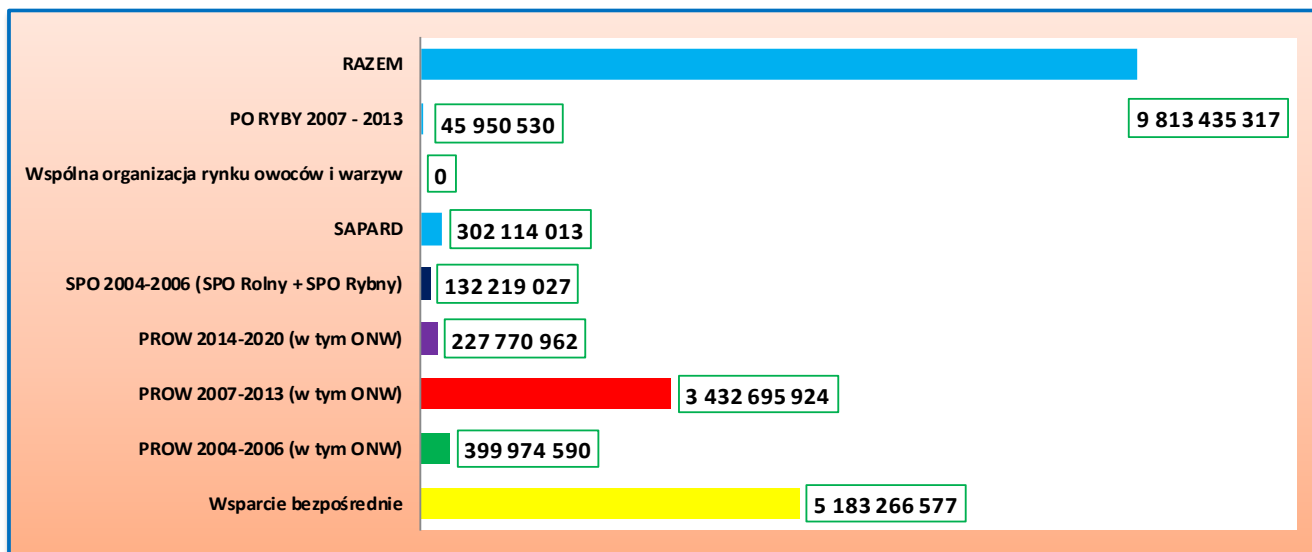 RAZEM
9 813 435 317
PO RYBY 2007 - 2013
45 950 530
Wspólna organizacja rynku owoców i warzyw
0
SAPARD
302 114 013
SPO 2004-2006 (SPO Rolny + SPO Rybny)
132 219 027
PROW 2014-2020 (w tym ONW)
227 770 962
PROW 2007-2013 (w tym ONW)
3 432 695 924
PROW 2004-2006 (w tym ONW)
399 974 590
Wsparcie bezpośrednie
5 183 266 577